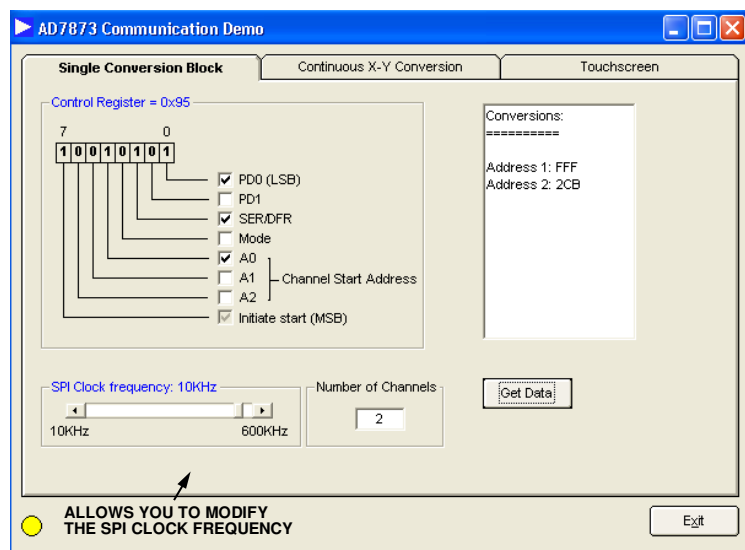 AD7873 Communication Demo
Single Conversion Block
Continuous X-Y Conversion
Touchscreen
Control Register = 0x95
7 0
1 0 0 1 0 1 0 1
PD0 (LSB)
PD1
SER/DFR
Mode
A0
A1
A2
Channel Start Address
Initiate start (MSB)
Conversions:
==========
Address 1: FFF
Address 2: 2CB
SPI Clock frequency: 10KHz
10KHz 600KHz
Number of Channels
2
Get Data
ALLOWS YOU TO MODIFY
THE SPI CLOCK FREQUENCY
Exit